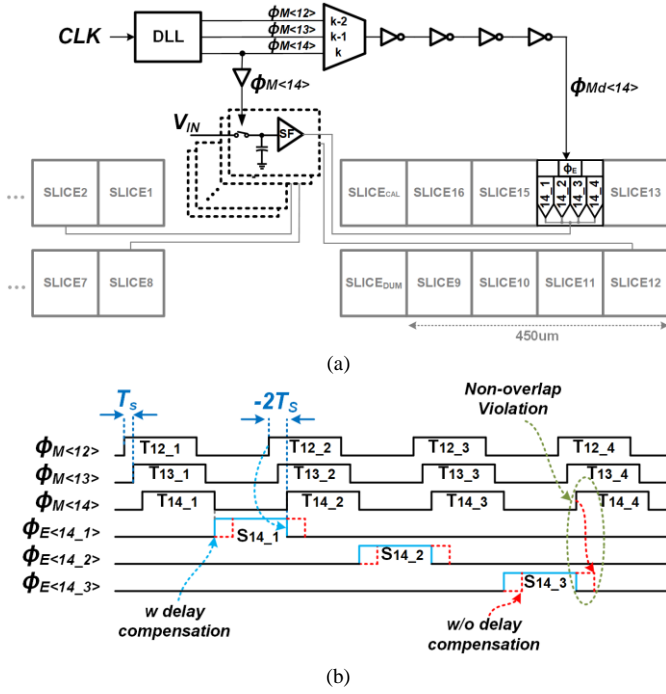 ΦM<12>
k-2
CLK
DLL
ΦM<13>
k-1
ΦM<14>
k
ΦM<14>
ΦMd<14>
VIN
SF
ΦE
... SLICE2 SLICE1
SLICECAL SLICE16 SLICE15 14_1 14_2 14_3 14_4 SLICE13
... SLICE7 SLICE8
SLICEDUM SLICE9 SLICE10 SLICE11 SLICE12
450um
(a)
Ts -2TS
Non-overlap
Violation
ΦM<12> T12_1 T12_2 T12_3 T12_4
ΦM<13> T13_1 T13_2 T13_3 T13_4
ΦM<14> T14_1 T14_2 T14_3 T14_4
ΦE<14_1> S14_1
ΦE<14_2> S14_2
ΦE<14_3> S14_3
w delay
compensation
w/o delay
compensation
(b)